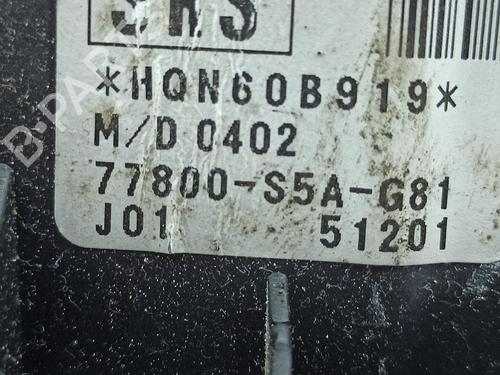 SRS
*HQN60B919*
M/D 0402
77800-S5A-G81
J01 51201
B-PARTS